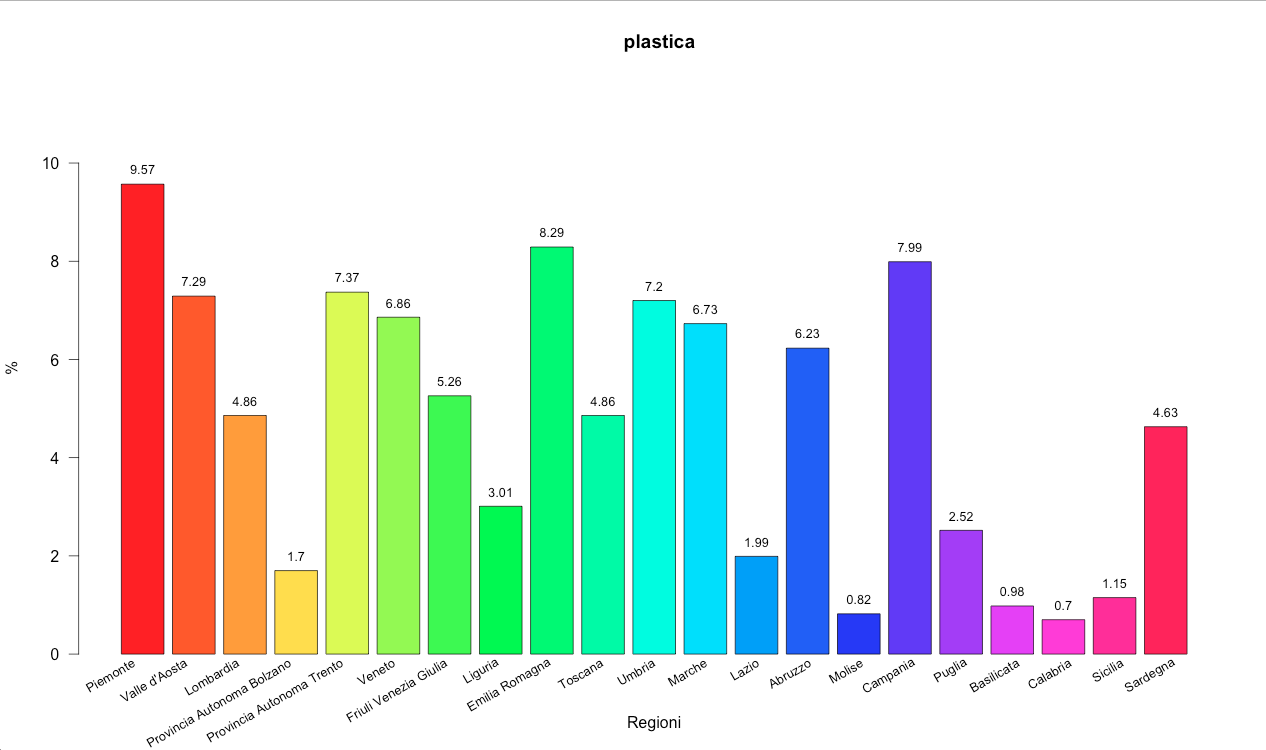 plastica
%
10
8
6
4
2
0
9.57
7.29
4.86
1.7
7.37
6.86
5.26
3.01
8.29
4.86
7.2
6.73
1.99
6.23
0.82
7.99
2.52
0.98
0.7
1.15
4.63
Piemonte
Valle d'Aosta
Lombardia
Provincia Autonoma Bolzano
Provincia Autonoma Trento
Veneto
Friuli Venezia Giulia
Liguria
Emilia Romagna
Toscana
Umbria
Marche
Lazio
Abruzzo
Molise
Campania
Puglia
Basilicata
Calabria
Sicilia
Sardegna
Regioni